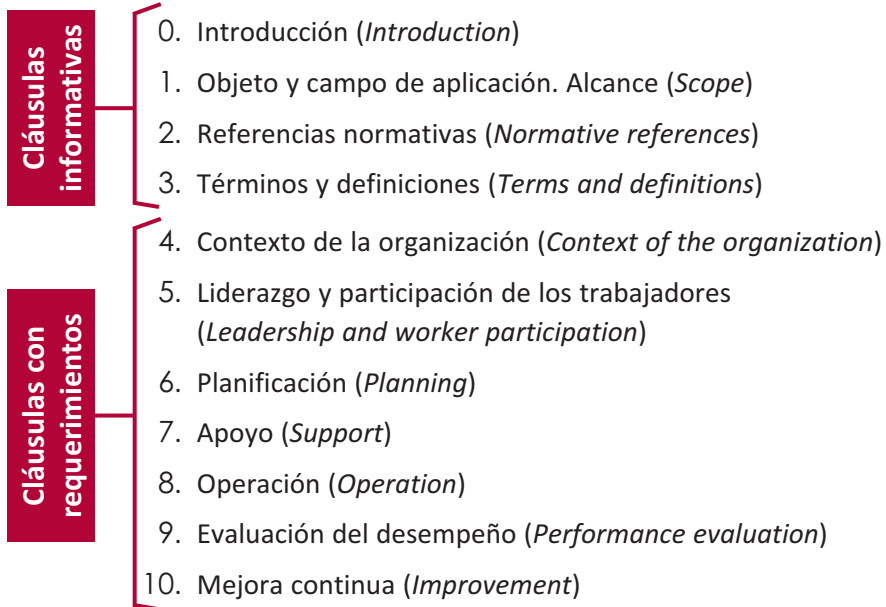 Cláusulas
informativas
0. Introducción (Introduction)
1. Objeto y campo de aplicación. Alcance (Scope)
2. Referencias normativas (Normative references)
3. Términos y definiciones (Terms and definitions)
Cláusulas con
requerimientos
4. Contexto de la organización (Context of the organization)
5. Liderazgo y participación de los trabajadores
(Leadership and worker participation)
6. Planificación (Planning)
7. Apoyo (Support)
8. Operación (Operation)
9. Evaluación del desempeño (Performance evaluation)
10. Mejora continua (Improvement)